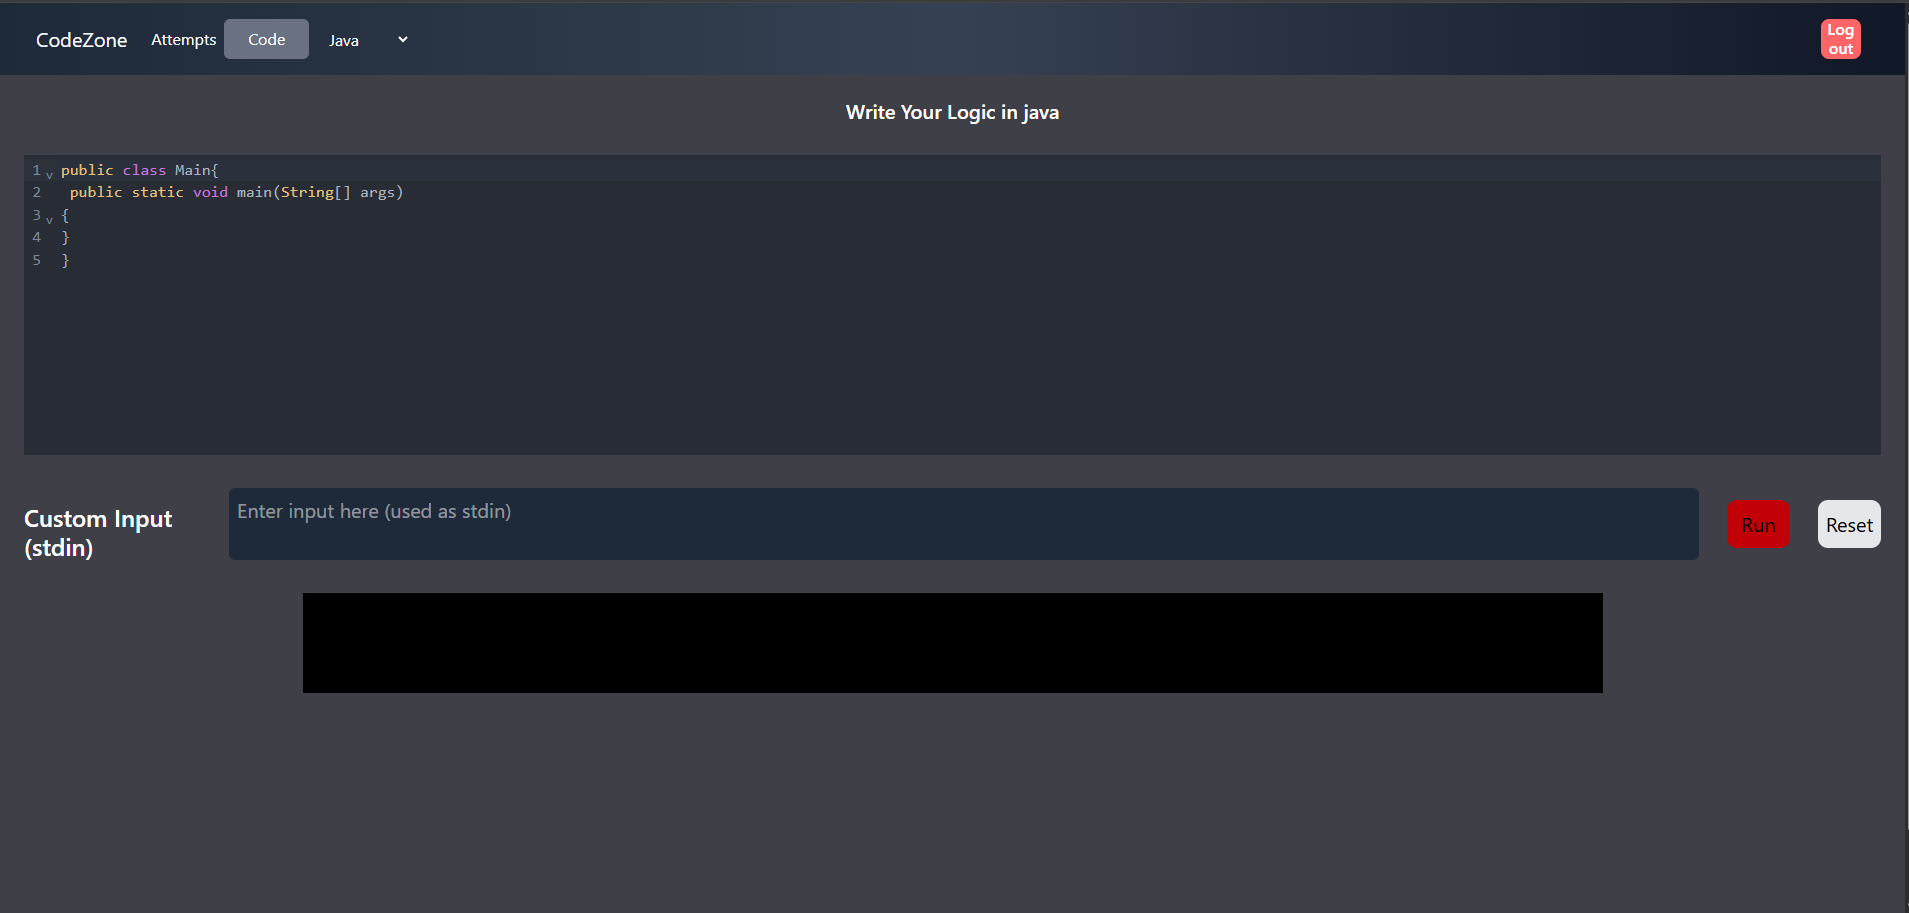 CodeZone Attempts Code Java
Log
out
Write Your Logic in java
1 public class Main{
2 public static void main(String[] args)
3 {
4 }
5 }
Custom Input
(stdin)
Enter input here (used as stdin)
Run
Reset